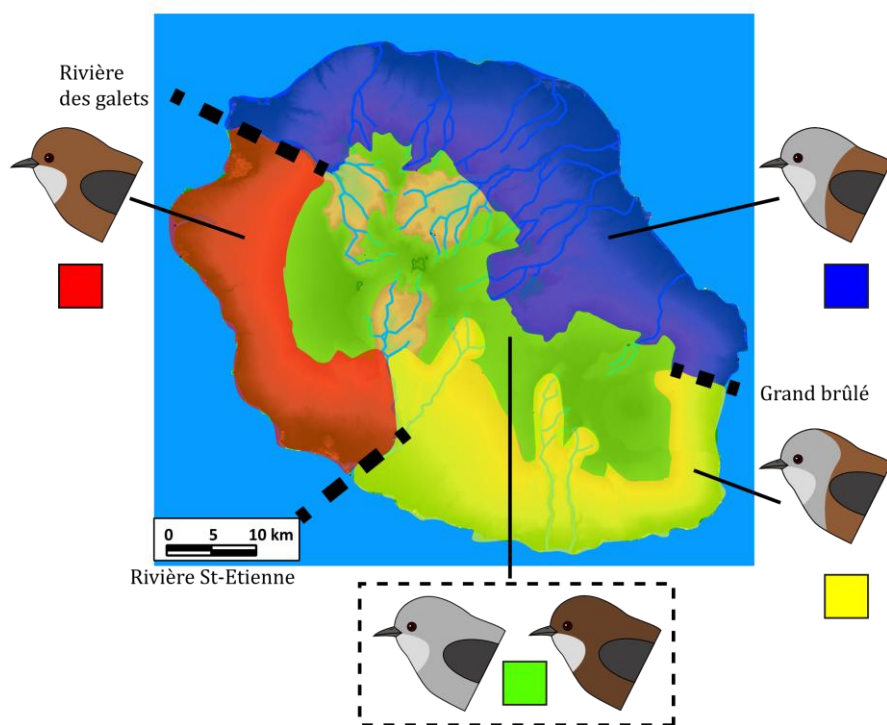 Rivière
des galets
Grand brûlé
0 5 10 km
Rivière St-Etienne